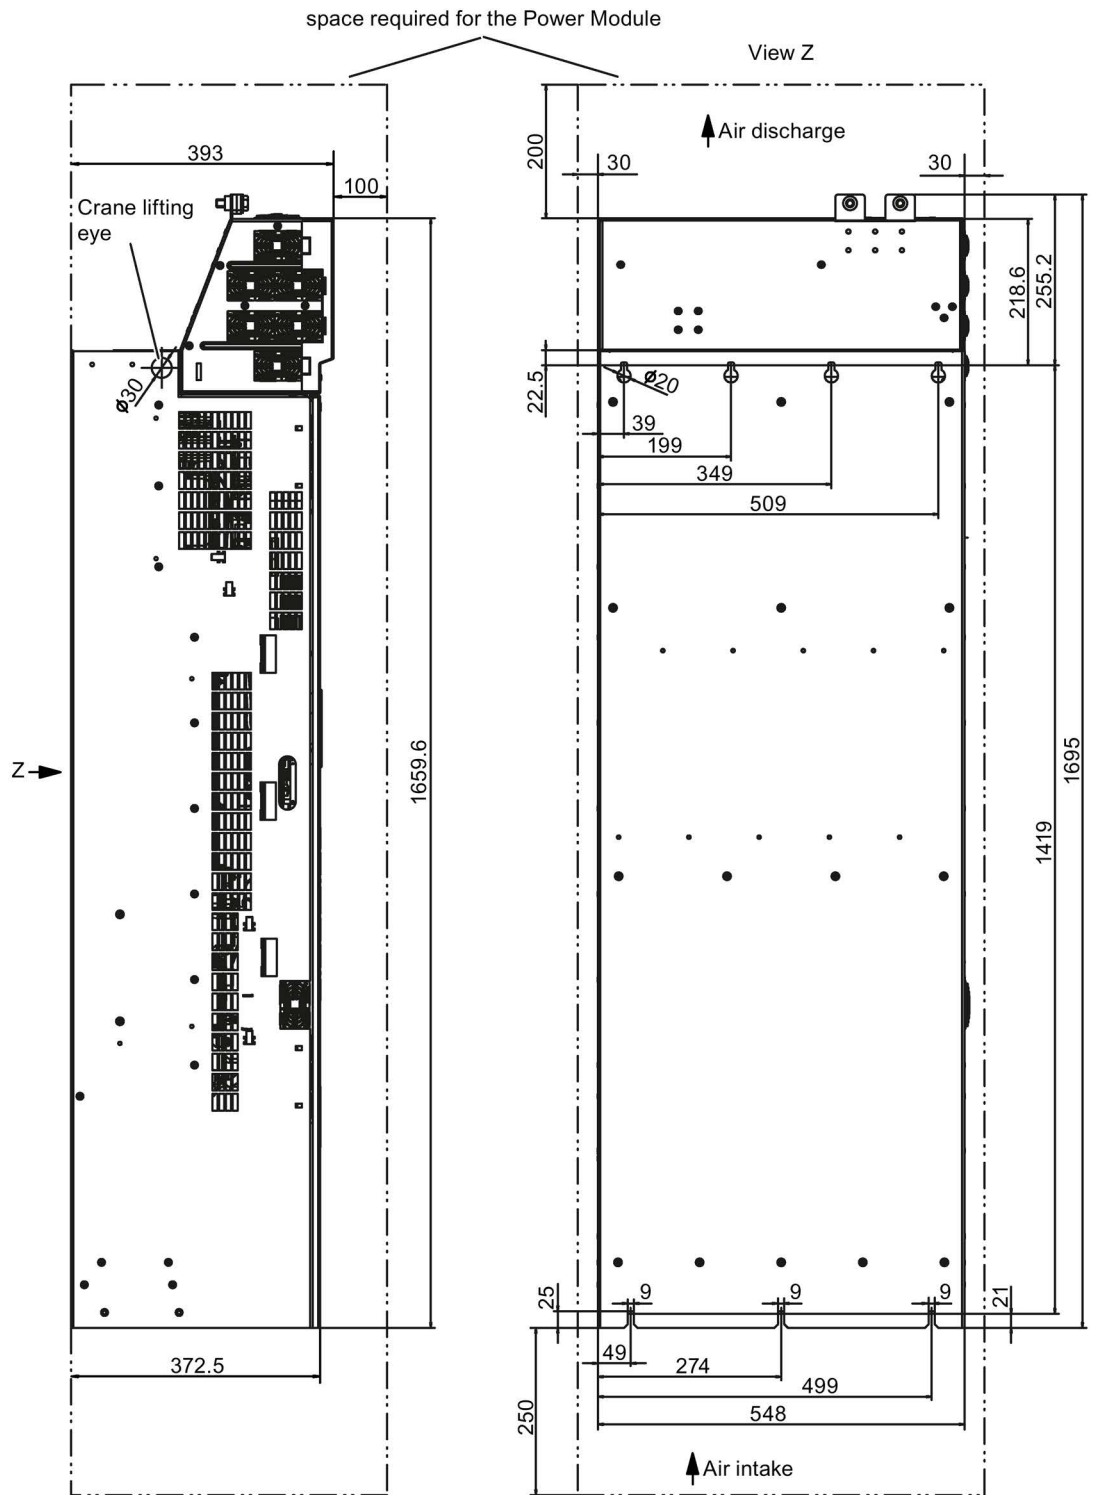 space required for the Power Module
View Z
Air discharge
200
393
30
30
100
Crane lifting
eye
218.6
255.2
22.5
ø30
ø20
39
199
349
509
Z
1659.6
1695
1419
25
9
9
9
21
49
372.5
274
499
250
548
Air intake